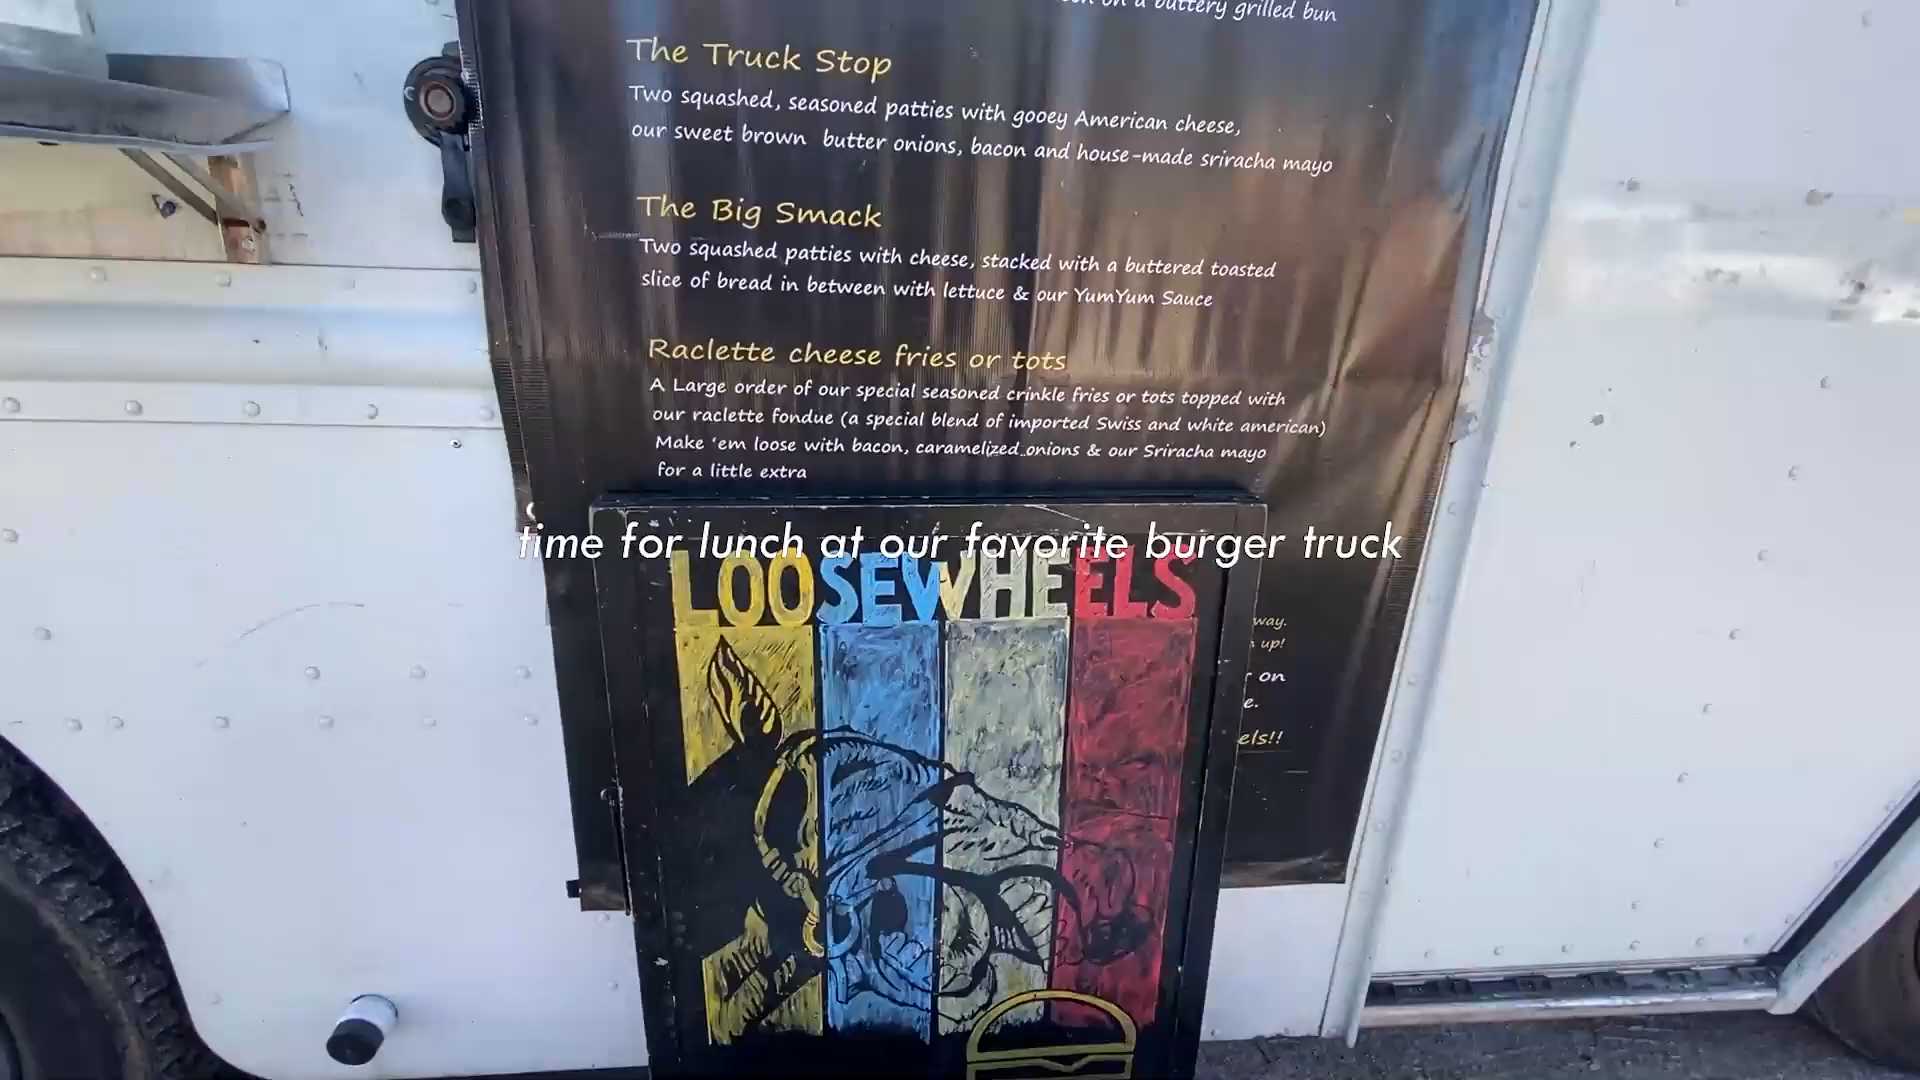 a buttery grilled bun
The Truck Stop
Two squashed, seasoned patties with gooey American cheese,
our sweet brown butter onions, bacon and house-made sriracha mayo
The Big Smack
Two squashed patties with cheese, stacked with a buttered toasted
slice of bread in between with lettuce & our YumYum Sauce
Raclette cheese fries or tots
A Large order of our special seasoned crinkle fries or tots topped with
our raclette fondue (a special blend of imported Swiss and white american)
Make 'em loose with bacon, caramelized onions & our Sriracha mayo
for a little extra
time for lunch at our favorite burger truck
LOOSEWHEELS
way.
up!
on
e.
els!!